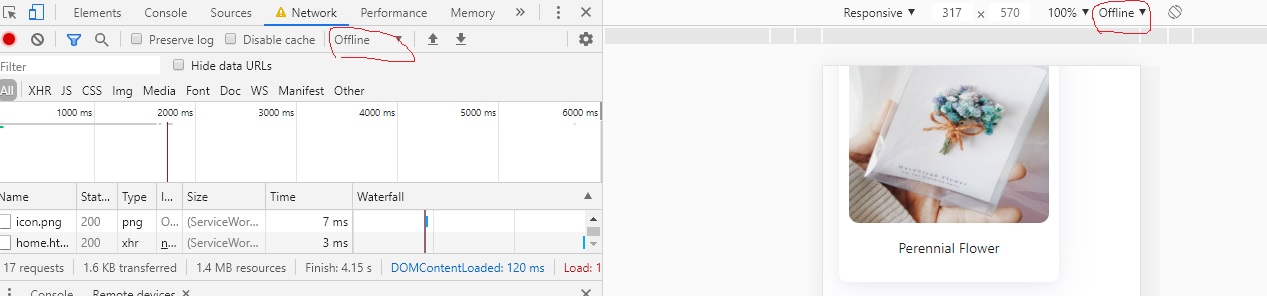 Elements Console Sources Network Performance Memory »
Responsive 317 x 570 100% Offline
Preserve log Disable cache Offline
Filter Hide data URLs
All XHR JS CSS Img Media Font Doc WS Manifest Other
1000 ms 2000 ms 3000 ms 4000 ms 5000 ms 6000 ms
Name Stat... Type I... Size Time Waterfall
icon.png 200 png O... (ServiceWor... 7 ms
home.ht... 200 xhr n... (ServiceWor... 3 ms
17 requests 1.6 KB transferred 1.4 MB resources Finish: 4.15 s DOMContentLoaded: 120 ms Load: 1
Console Remote devices
Perennial Flower